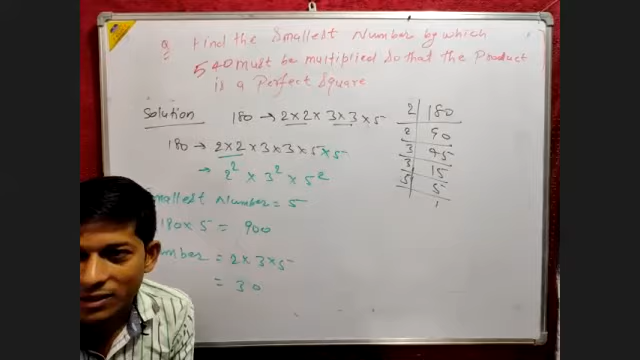 Q Find the Smallest Number by which
540 must be multiplied So that the Product
is a Perfect Square
Solution 180 → 2×2×3×3×5
180 → 2×2×3×3×5×5
→ 2² × 3² × 5²
Smallest Number = 5
180×5 = 900
umber = 2×3×5
= 30
2 180
2 90
3 45
3 15
5 5
1